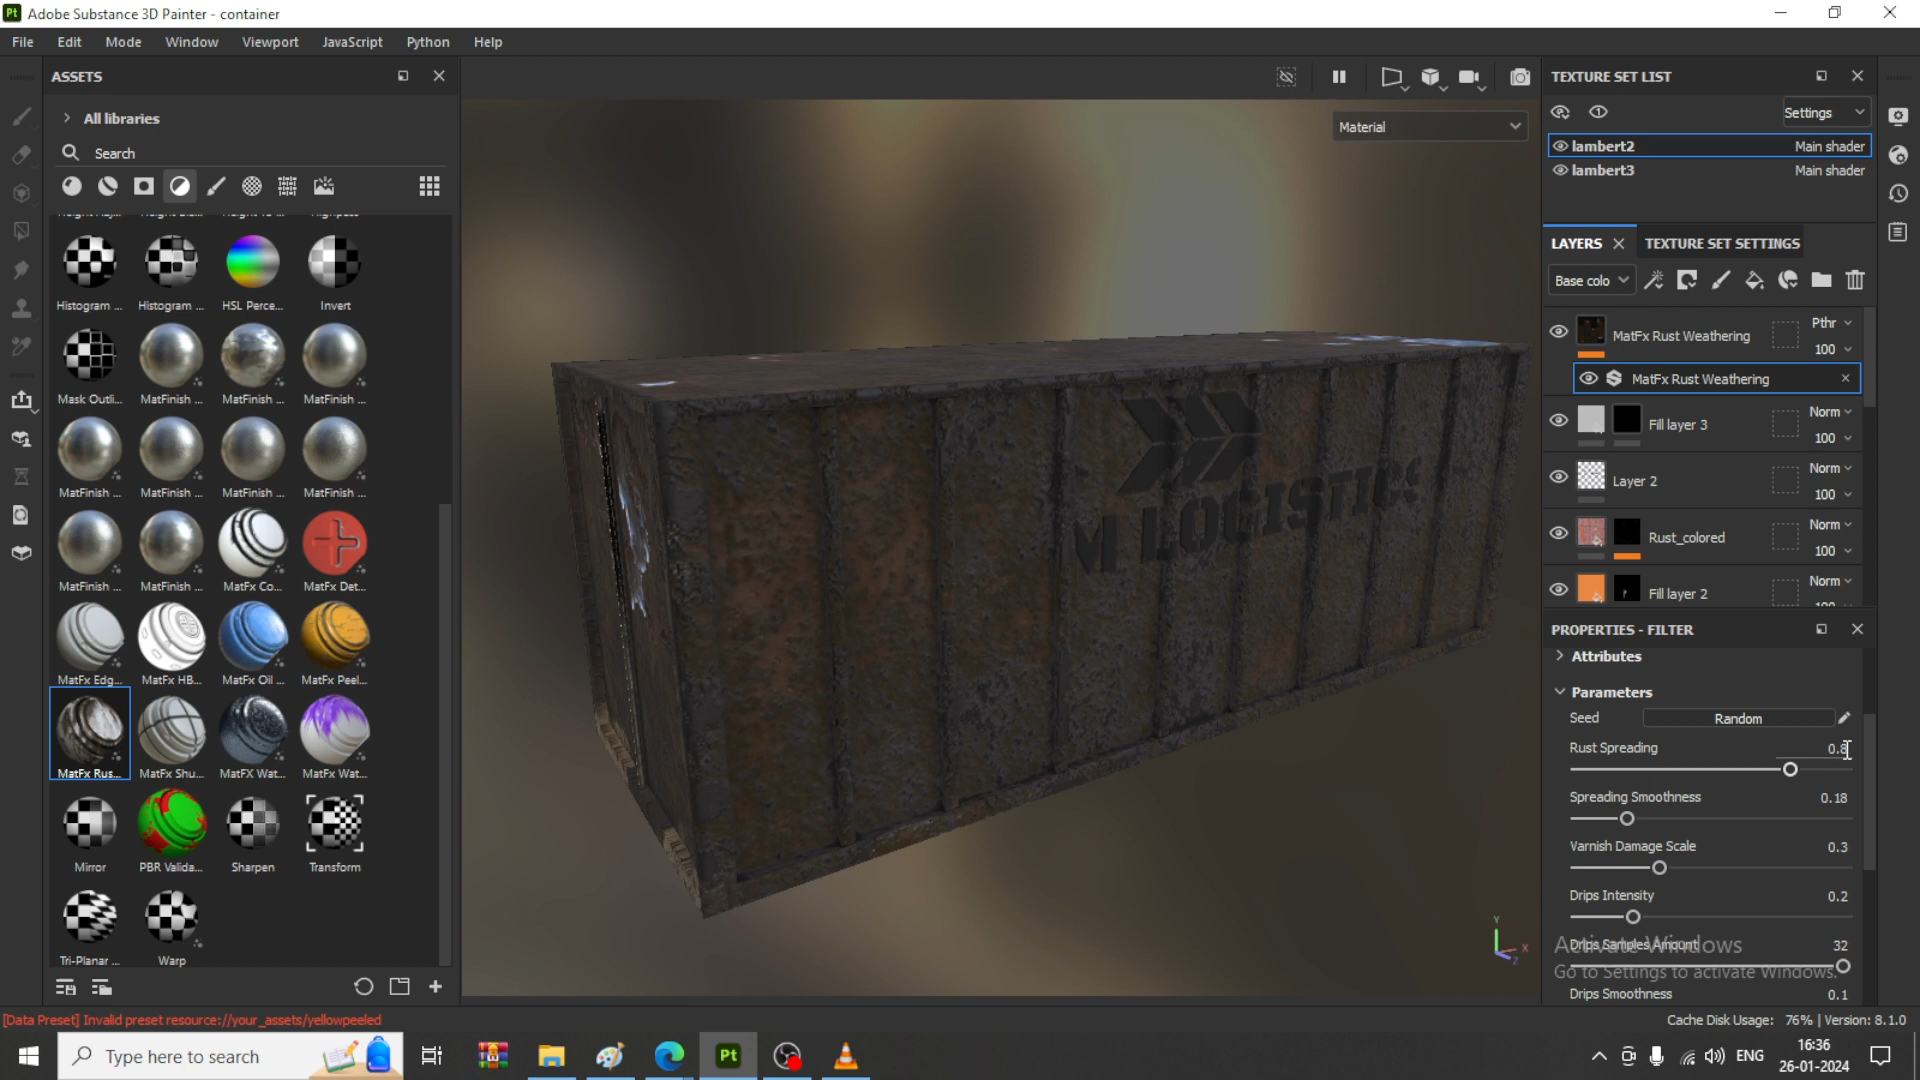 Adobe Substance 3D Painter - container
File Edit Mode Window Viewport JavaScript Python Help
ASSETS
All libraries
Search
Histogram ... Histogram ... HSL Perce... Invert
Mask Outli... MatFinish ... MatFinish ... MatFinish ...
MatFinish ... MatFinish ... MatFinish ... MatFinish ...
MatFinish ... MatFinish ... MatFx Co... MatFx Det...
MatFx Edg... MatFx HB... MatFx Oil ... MatFx Peel...
MatFx Rus... MatFx Shu... MatFX Wat... MatFx Wat...
Mirror PBR Valida... Sharpen Transform
Tri-Planar ... Warp
Material
M LOGISTICS
Y
X
Z
TEXTURE SET LIST
Settings
lambert2 Main shader
lambert3 Main shader
LAYERS TEXTURE SET SETTINGS
Base colo
MatFx Rust Weathering Pthr 100
MatFx Rust Weathering
Fill layer 3 Norm 100
Layer 2 Norm 100
Rust_colored Norm 100
Fill layer 2 Norm 100
PROPERTIES - FILTER
Attributes
Parameters
Seed Random
Rust Spreading 0.8
Spreading Smoothness 0.18
Varnish Damage Scale 0.3
Drips Intensity 0.2
Drips Samples Amount 32
Activate Windows
Go to Settings to activate Windows.
Drips Smoothness 0.1
[Data Preset] Invalid preset resource://your_assets/yellowpeeled
Cache Disk Usage: 76% | Version: 8.1.0
Type here to search
Pt
ENG
16:36
26-01-2024